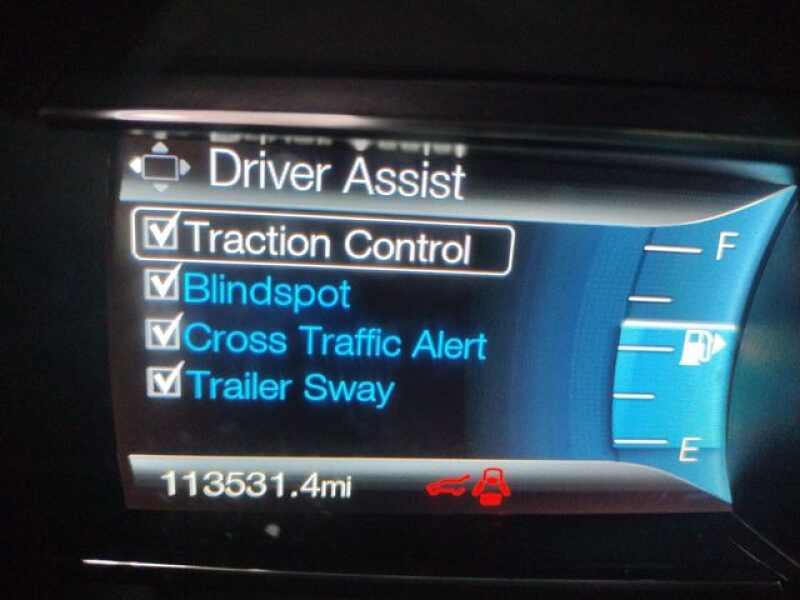 Driver Assist
Traction Control
Blindspot
Cross Traffic Alert
Trailer Sway
F
E
113531.4mi